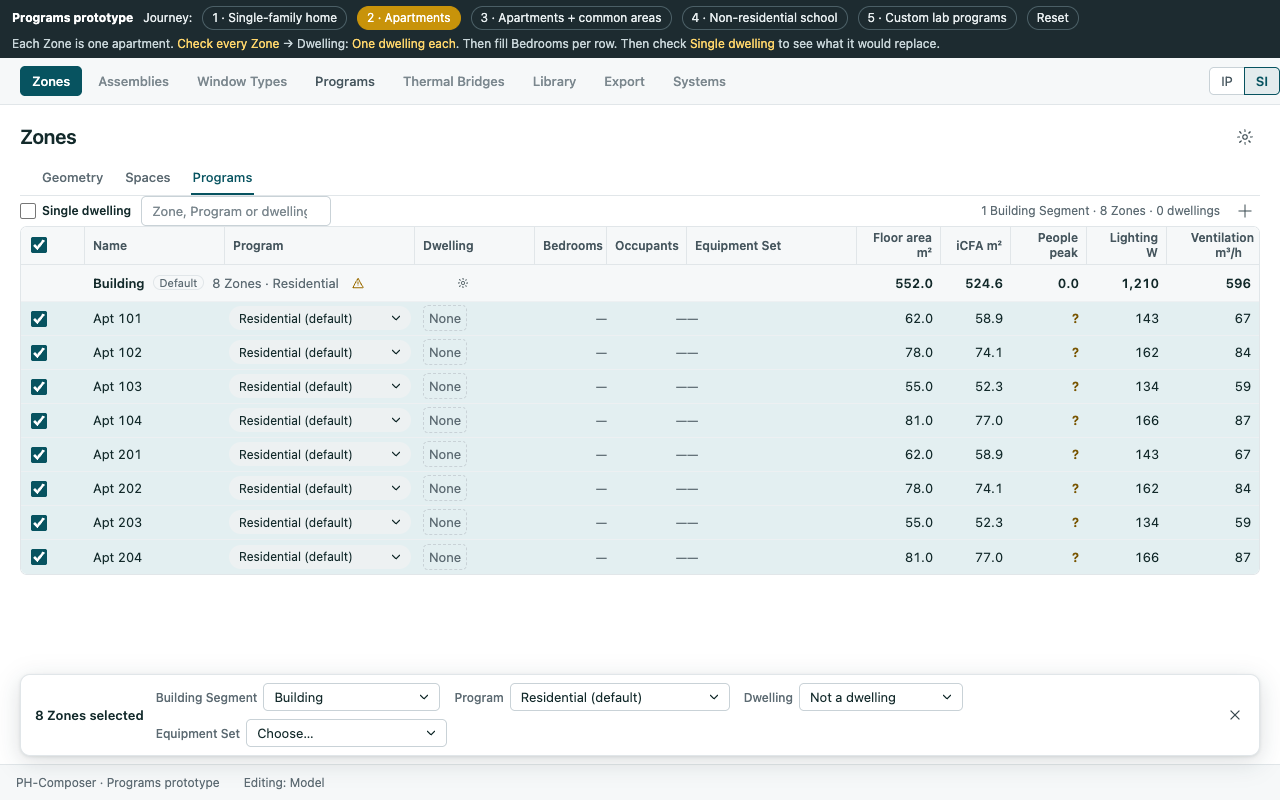 Programs prototype Journey: 1 · Single-family home 2 · Apartments 3 · Apartments + common areas 4 · Non-residential school 5 · Custom lab programs Reset
Each Zone is one apartment. Check every Zone → Dwelling: One dwelling each. Then fill Bedrooms per row. Then check Single dwelling to see what it would replace.
Zones Assemblies Window Types Programs Thermal Bridges Library Export Systems IP SI
Zones
Geometry Spaces Programs
Single dwelling Zone, Program or dwelling 1 Building Segment · 8 Zones · 0 dwellings
Name Program Dwelling Bedrooms Occupants Equipment Set Floor area m² iCFA m² People peak Lighting W Ventilation m³/h
Building Default 8 Zones · Residential 552.0 524.6 0.0 1,210 596
Apt 101 Residential (default) None — —— 62.0 58.9 ? 143 67
Apt 102 Residential (default) None — —— 78.0 74.1 ? 162 84
Apt 103 Residential (default) None — —— 55.0 52.3 ? 134 59
Apt 104 Residential (default) None — —— 81.0 77.0 ? 166 87
Apt 201 Residential (default) None — —— 62.0 58.9 ? 143 67
Apt 202 Residential (default) None — —— 78.0 74.1 ? 162 84
Apt 203 Residential (default) None — —— 55.0 52.3 ? 134 59
Apt 204 Residential (default) None — —— 81.0 77.0 ? 166 87
8 Zones selected
Building Segment Building Program Residential (default) Dwelling Not a dwelling
Equipment Set Choose...
PH-Composer · Programs prototype Editing: Model